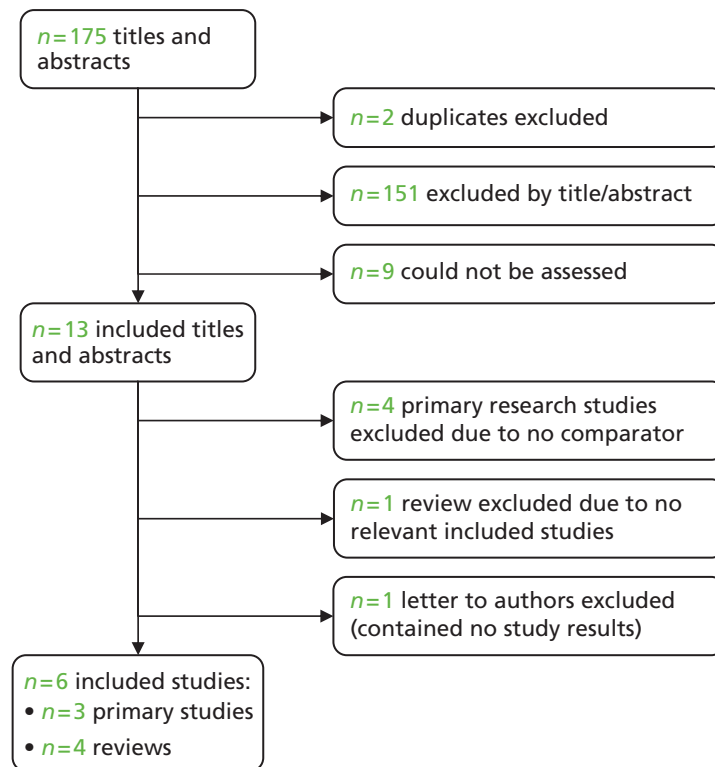 n=175 titles and
abstracts
n=2 duplicates excluded
n=151 excluded by title/abstract
n=9 could not be assessed
n=13 included titles
and abstracts
n=4 primary research studies
excluded due to no comparator
n=1 review excluded due to no
relevant included studies
n=1 letter to authors excluded
(contained no study results)
n=6 included studies:
• n=3 primary studies
• n=4 reviews